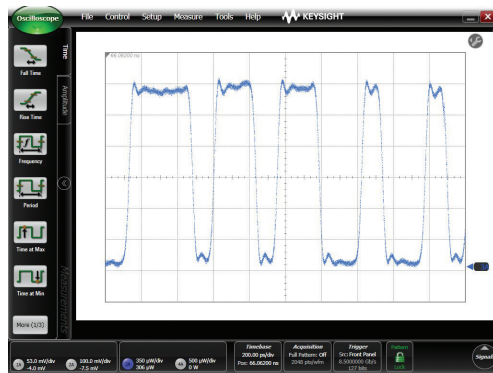 Oscilloscope
File Control Setup Measure Tools Help KEYSIGHT
Time
Amplitude
Measurements
Fall Time
Rise Time
Frequency
Period
Time at Max
Time at Min
More (1/3)
66.06200 ns
53.0 mV/div
-4.0 mV
100.0 mV/div
-7.5 mV
350 µW/div
306 µW
500 µW/div
0 W
Timebase
200.00 ps/div
Pos: 66.06200 ns
Acquisition
Full Pattern: Off
2048 pts/wfm
Trigger
Src: Front Panel
8.5000000 Gb/s
127 bits
Pattern
Lock
Signals